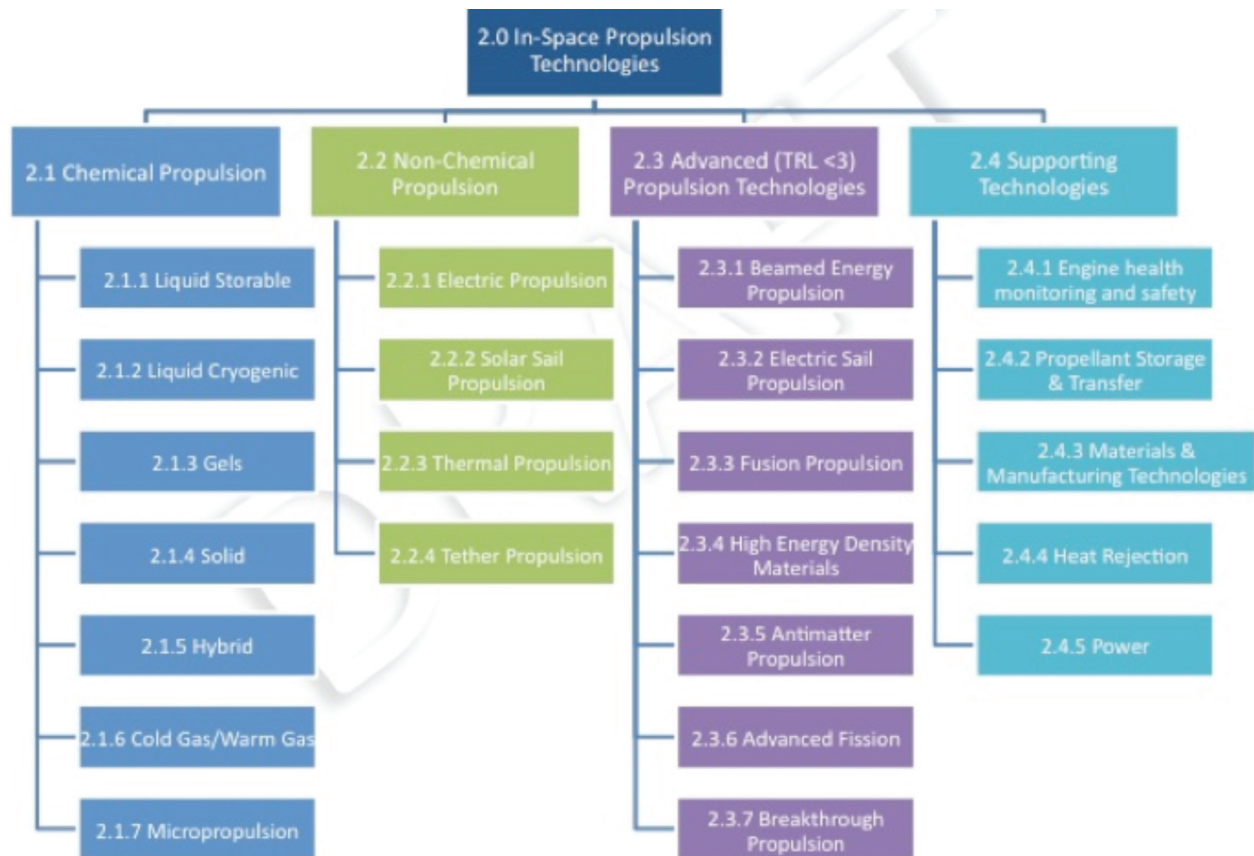 2.0 In-Space Propulsion
Technologies
2.1 Chemical Propulsion
2.1.1 Liquid Storable
2.1.2 Liquid Cryogenic
2.1.3 Gels
2.1.4 Solid
2.1.5 Hybrid
2.1.6 Cold Gas/Warm Gas
2.1.7 Micropropulsion
2.2 Non-Chemical
Propulsion
2.2.1 Electric Propulsion
2.2.2 Solar Sail
Propulsion
2.2.3 Thermal Propulsion
2.2.4 Tether Propulsion
2.3 Advanced (TRL <3)
Propulsion Technologies
2.3.1 Beamed Energy
Propulsion
2.3.2 Electric Sail
Propulsion
2.3.3 Fusion Propulsion
2.3.4 High Energy Density
Materials
2.3.5 Antimatter
Propulsion
2.3.6 Advanced Fission
2.3.7 Breakthrough
Propulsion
2.4 Supporting
Technologies
2.4.1 Engine health
monitoring and safety
2.4.2 Propellant Storage
& Transfer
2.4.3 Materials &
Manufacturing Technologies
2.4.4 Heat Rejection
2.4.5 Power
DRAFT